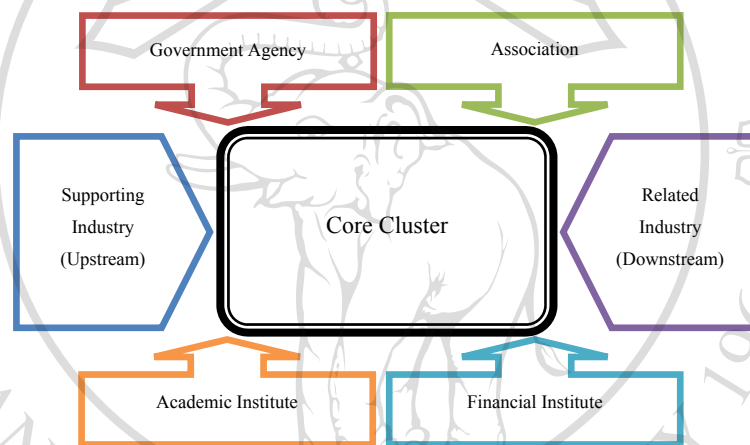 Government Agency
Association
Supporting
Industry
(Upstream)
Core Cluster
Related
Industry
(Downstream)
Academic Institute
Financial Institute